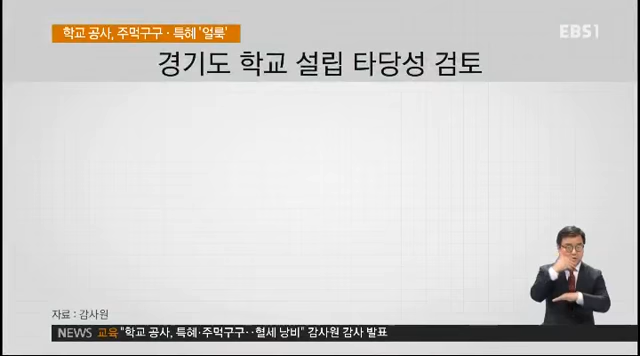 학교 공사, 주먹구구·특혜 '얼룩'
EBS1
경기도 학교 설립 타당성 검토
자료 : 감사원
NEWS 교육 "학교 공사, 특혜·주먹구구‥혈세 낭비" 감사원 감사 발표